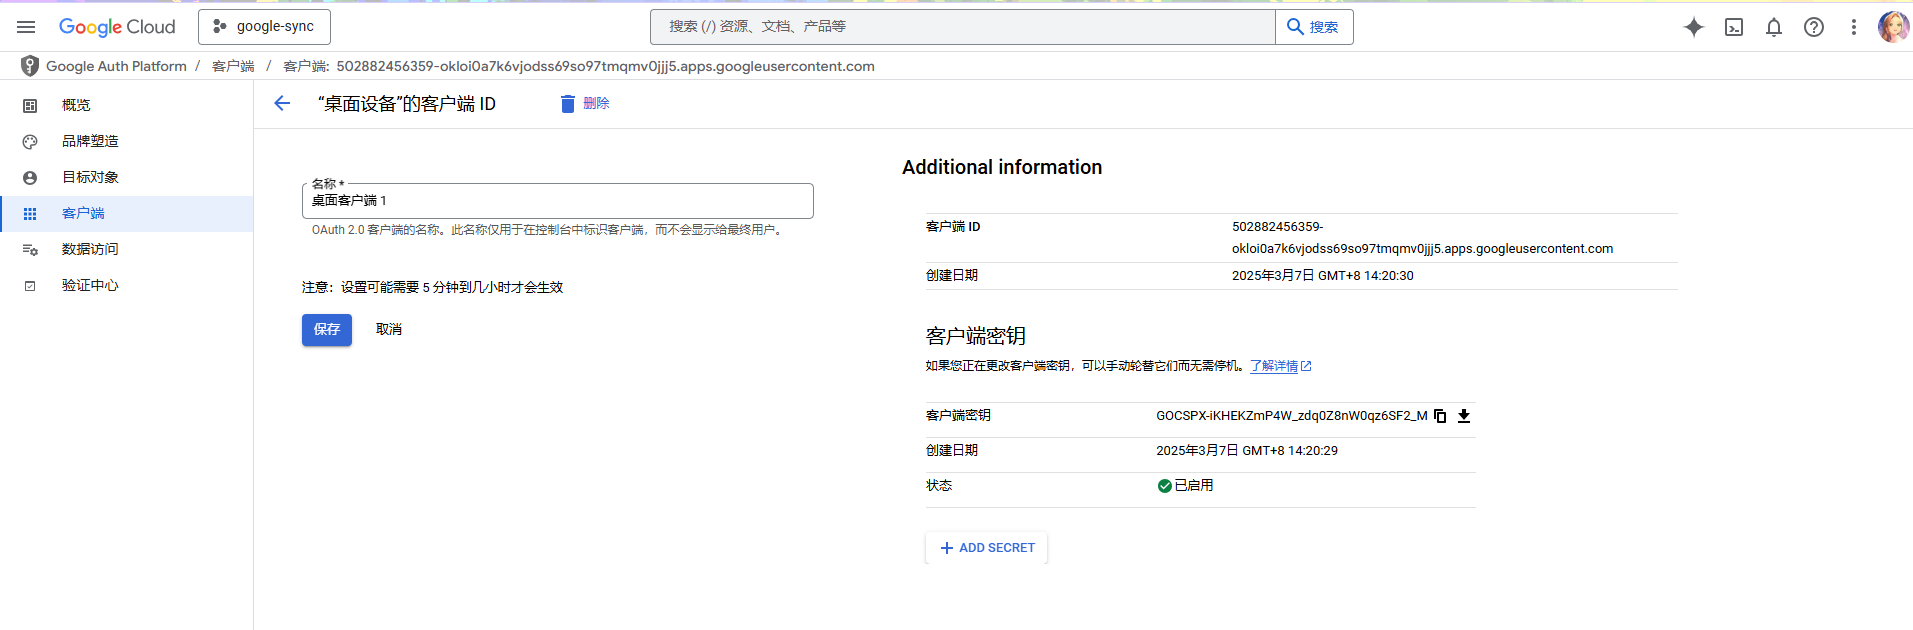 Google Cloud
google-sync
搜索 (/) 资源、文档、产品等
搜索
Google Auth Platform / 客户端 / 客户端: 502882456359-okloi0a7k6vjodss69so97tmqmv0jjj5.apps.googleusercontent.com
概览
品牌塑造
目标对象
客户端
数据访问
验证中心
“桌面设备”的客户端 ID
删除
名称 *
桌面客户端 1
OAuth 2.0 客户端的名称。此名称仅用于在控制台中标识客户端，而不会显示给最终用户。
注意：设置可能需要 5 分钟到几小时才会生效
保存
取消
Additional information
客户端 ID
502882456359-
okloi0a7k6vjodss69so97tmqmv0jjj5.apps.googleusercontent.com
创建日期
2025年3月7日 GMT+8 14:20:30
客户端密钥
如果您正在更改客户端密钥，可以手动轮替它们而无需停机。了解详情
客户端密钥
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
创建日期
2025年3月7日 GMT+8 14:20:29
状态
已启用
ADD SECRET